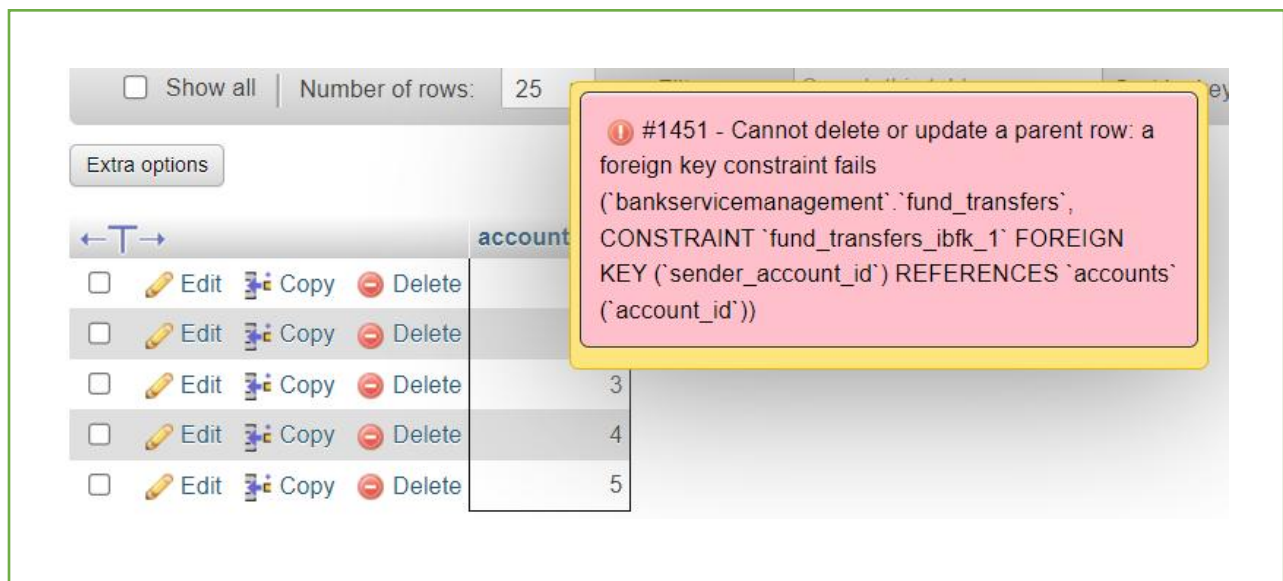 Show all | Number of rows: 25
#1451 - Cannot delete or update a parent row: a
foreign key constraint fails
(`bankservicemanagement`.`fund_transfers`,
CONSTRAINT `fund_transfers_ibfk_1` FOREIGN
KEY (`sender_account_id`) REFERENCES `accounts`
(`account_id`))
Extra options
account
Edit Copy Delete
Edit Copy Delete
Edit Copy Delete 3
Edit Copy Delete 4
Edit Copy Delete 5